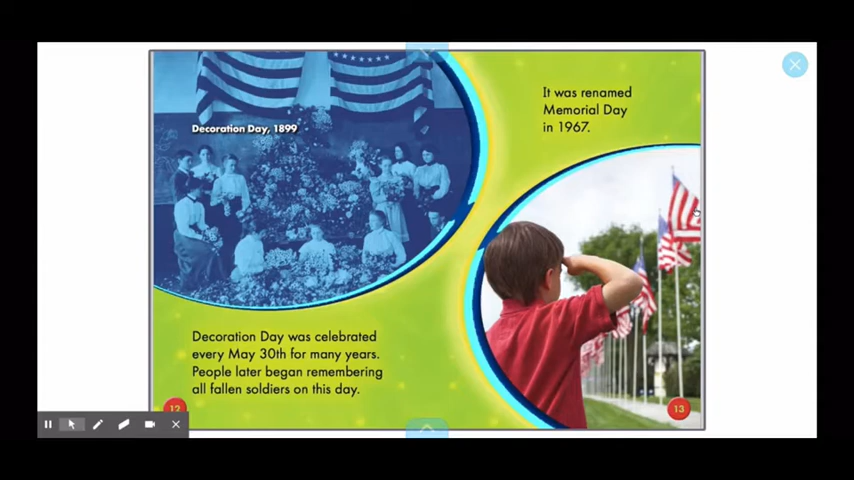 Decoration Day, 1899
Decoration Day was celebrated
every May 30th for many years.
People later began remembering
all fallen soldiers on this day.
12
It was renamed
Memorial Day
in 1967.
13